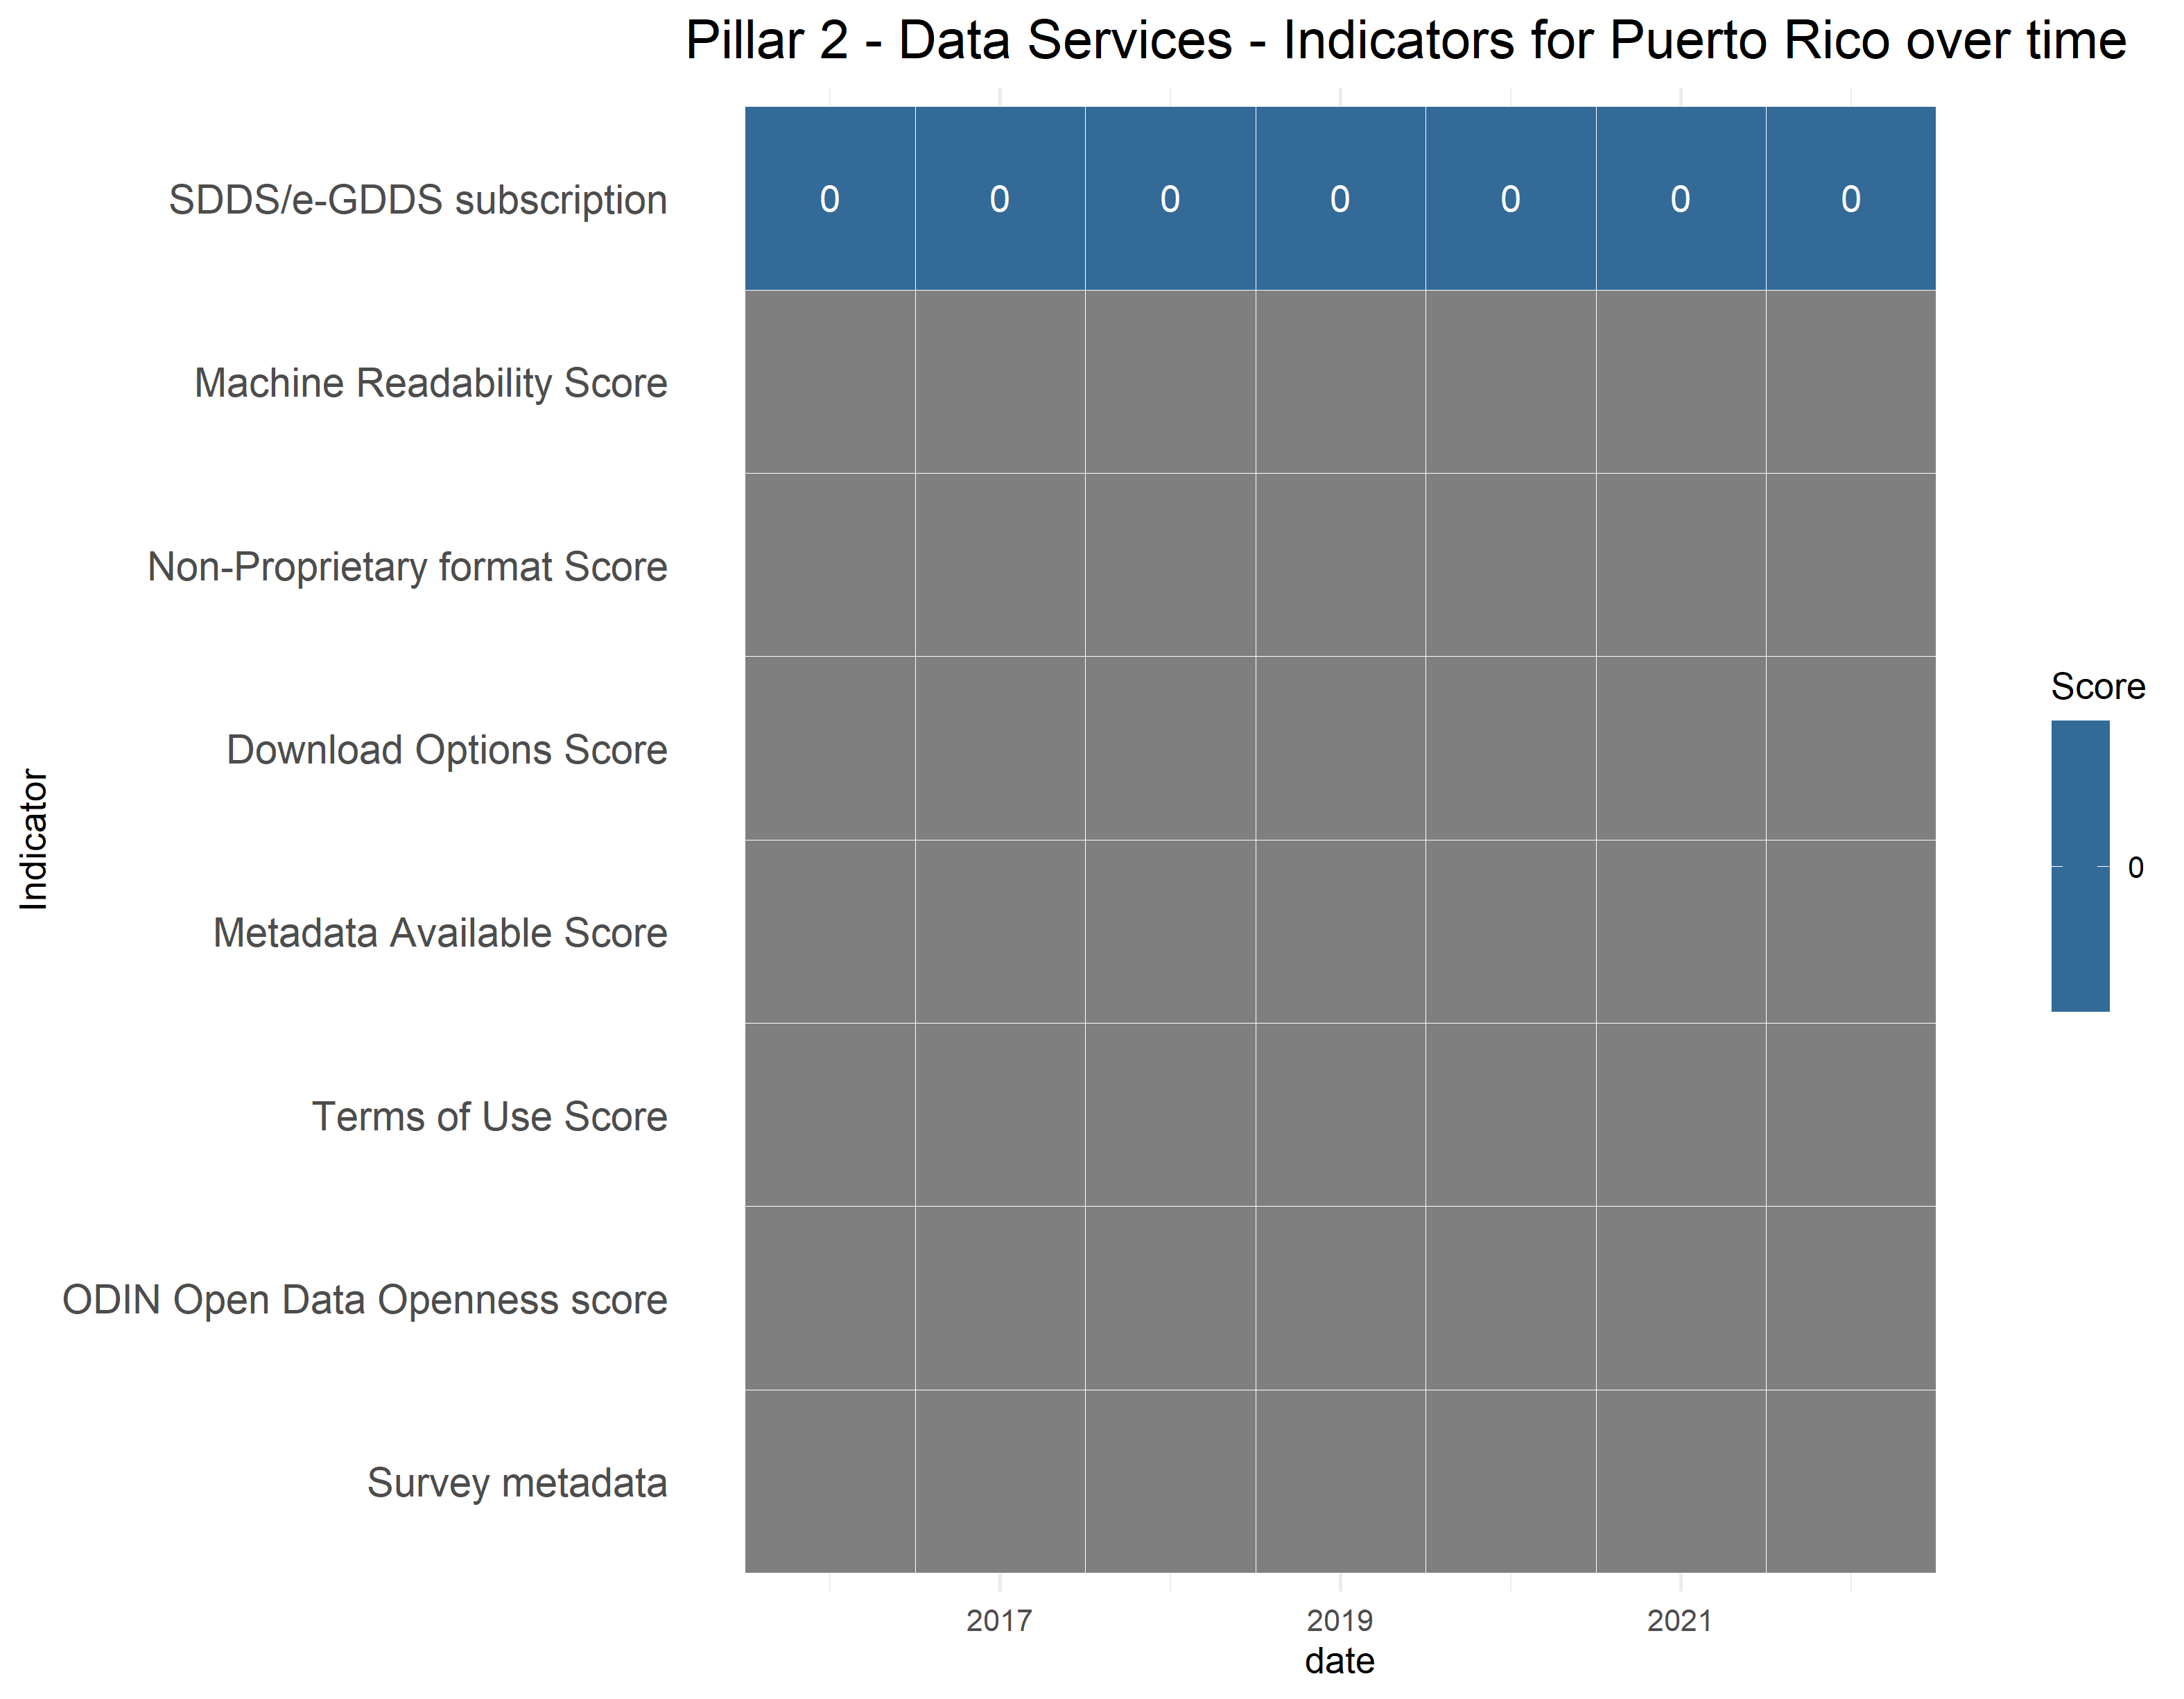 Pillar 2 - Data Services - Indicators for Puerto Rico over time
SDDS/e-GDDS subscription
0 0 0 0 0 0 0
Machine Readability Score
Non-Proprietary format Score
Download Options Score
Metadata Available Score
Terms of Use Score
ODIN Open Data Openness score
Survey metadata
Indicator
2017 2019 2021
date
Score
0